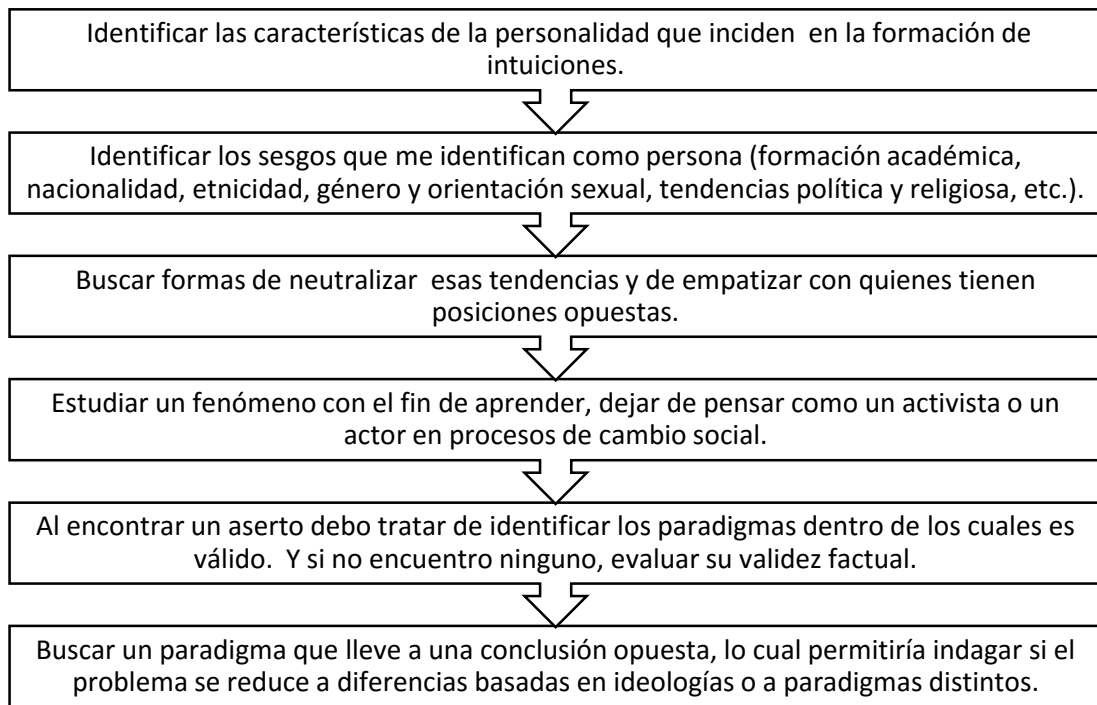 Identificar las características de la personalidad que inciden en la formación de
intuiciones.
Identificar los sesgos que me identifican como persona (formación académica,
nacionalidad, etnicidad, género y orientación sexual, tendencias política y religiosa, etc.).
Buscar formas de neutralizar esas tendencias y de empatizar con quienes tienen
posiciones opuestas.
Estudiar un fenómeno con el fin de aprender, dejar de pensar como un activista o un
actor en procesos de cambio social.
Al encontrar un aserto debo tratar de identificar los paradigmas dentro de los cuales es
válido. Y si no encuentro ninguno, evaluar su validez factual.
Buscar un paradigma que lleve a una conclusión opuesta, lo cual permitiría indagar si el
problema se reduce a diferencias basadas en ideologías o a paradigmas distintos.